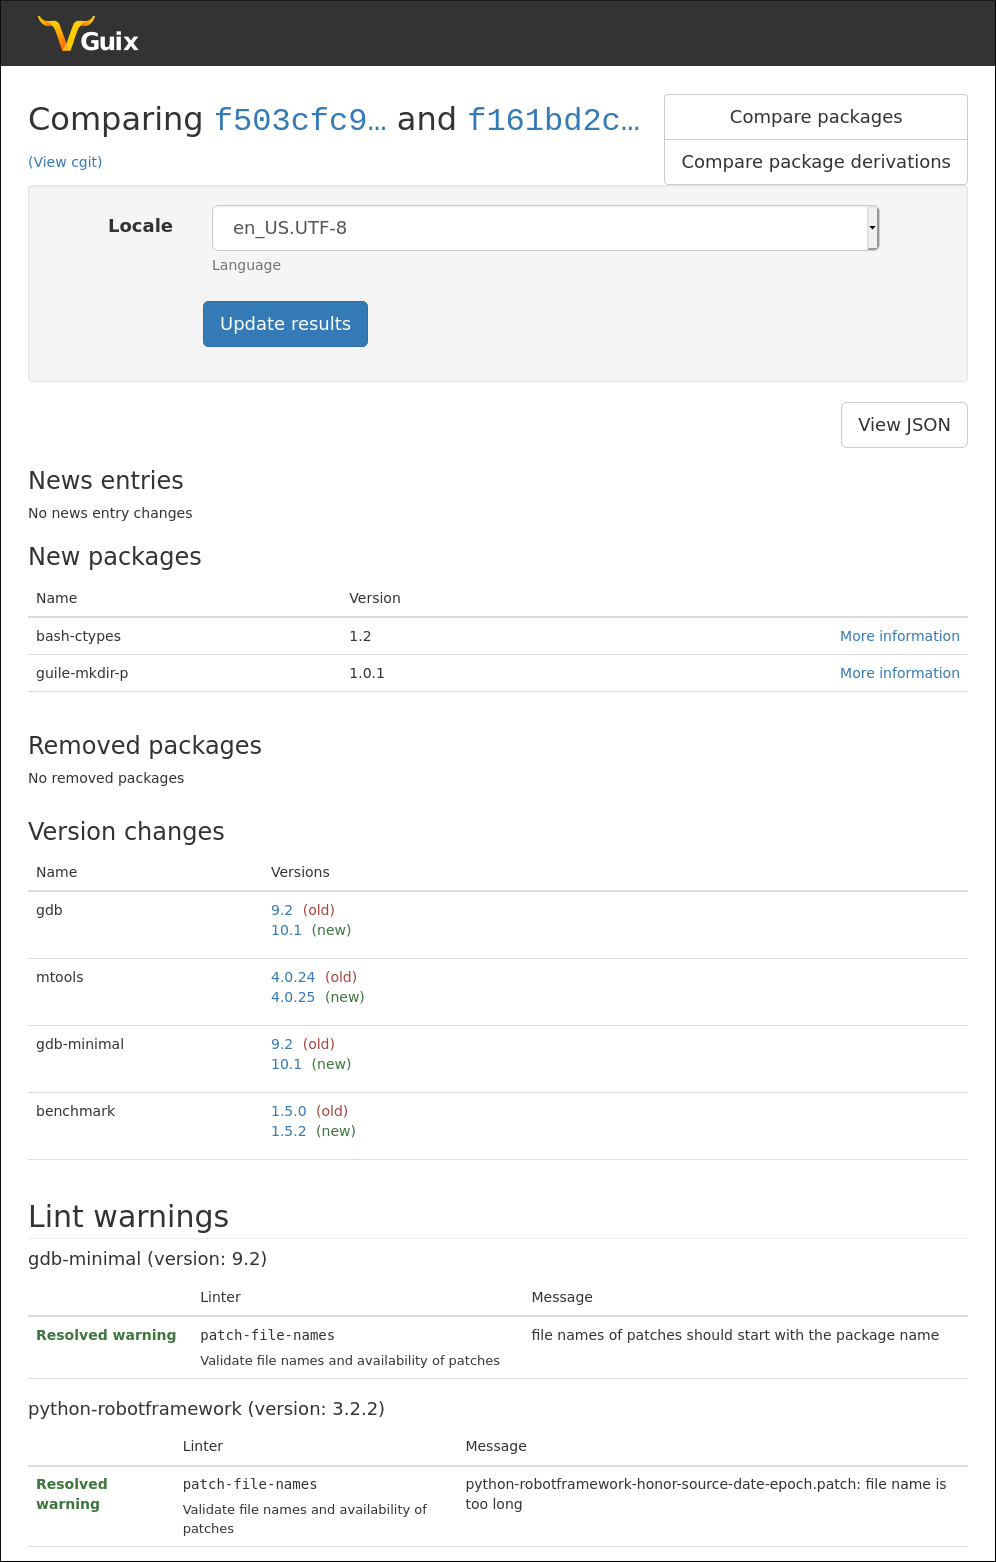 Guix
Comparing f503cfc9… and f161bd2c…
Compare packages
Compare package derivations
(View cgit)
Locale
en_US.UTF-8
Language
Update results
View JSON
News entries
No news entry changes
New packages
Name Version
bash-ctypes 1.2 More information
guile-mkdir-p 1.0.1 More information
Removed packages
No removed packages
Version changes
Name Versions
gdb 9.2 (old)
10.1 (new)
mtools 4.0.24 (old)
4.0.25 (new)
gdb-minimal 9.2 (old)
10.1 (new)
benchmark 1.5.0 (old)
1.5.2 (new)
Lint warnings
gdb-minimal (version: 9.2)
Linter Message
Resolved warning patch-file-names file names of patches should start with the package name
Validate file names and availability of patches
python-robotframework (version: 3.2.2)
Linter Message
Resolved patch-file-names python-robotframework-honor-source-date-epoch.patch: file name is
warning too long
Validate file names and availability of
patches